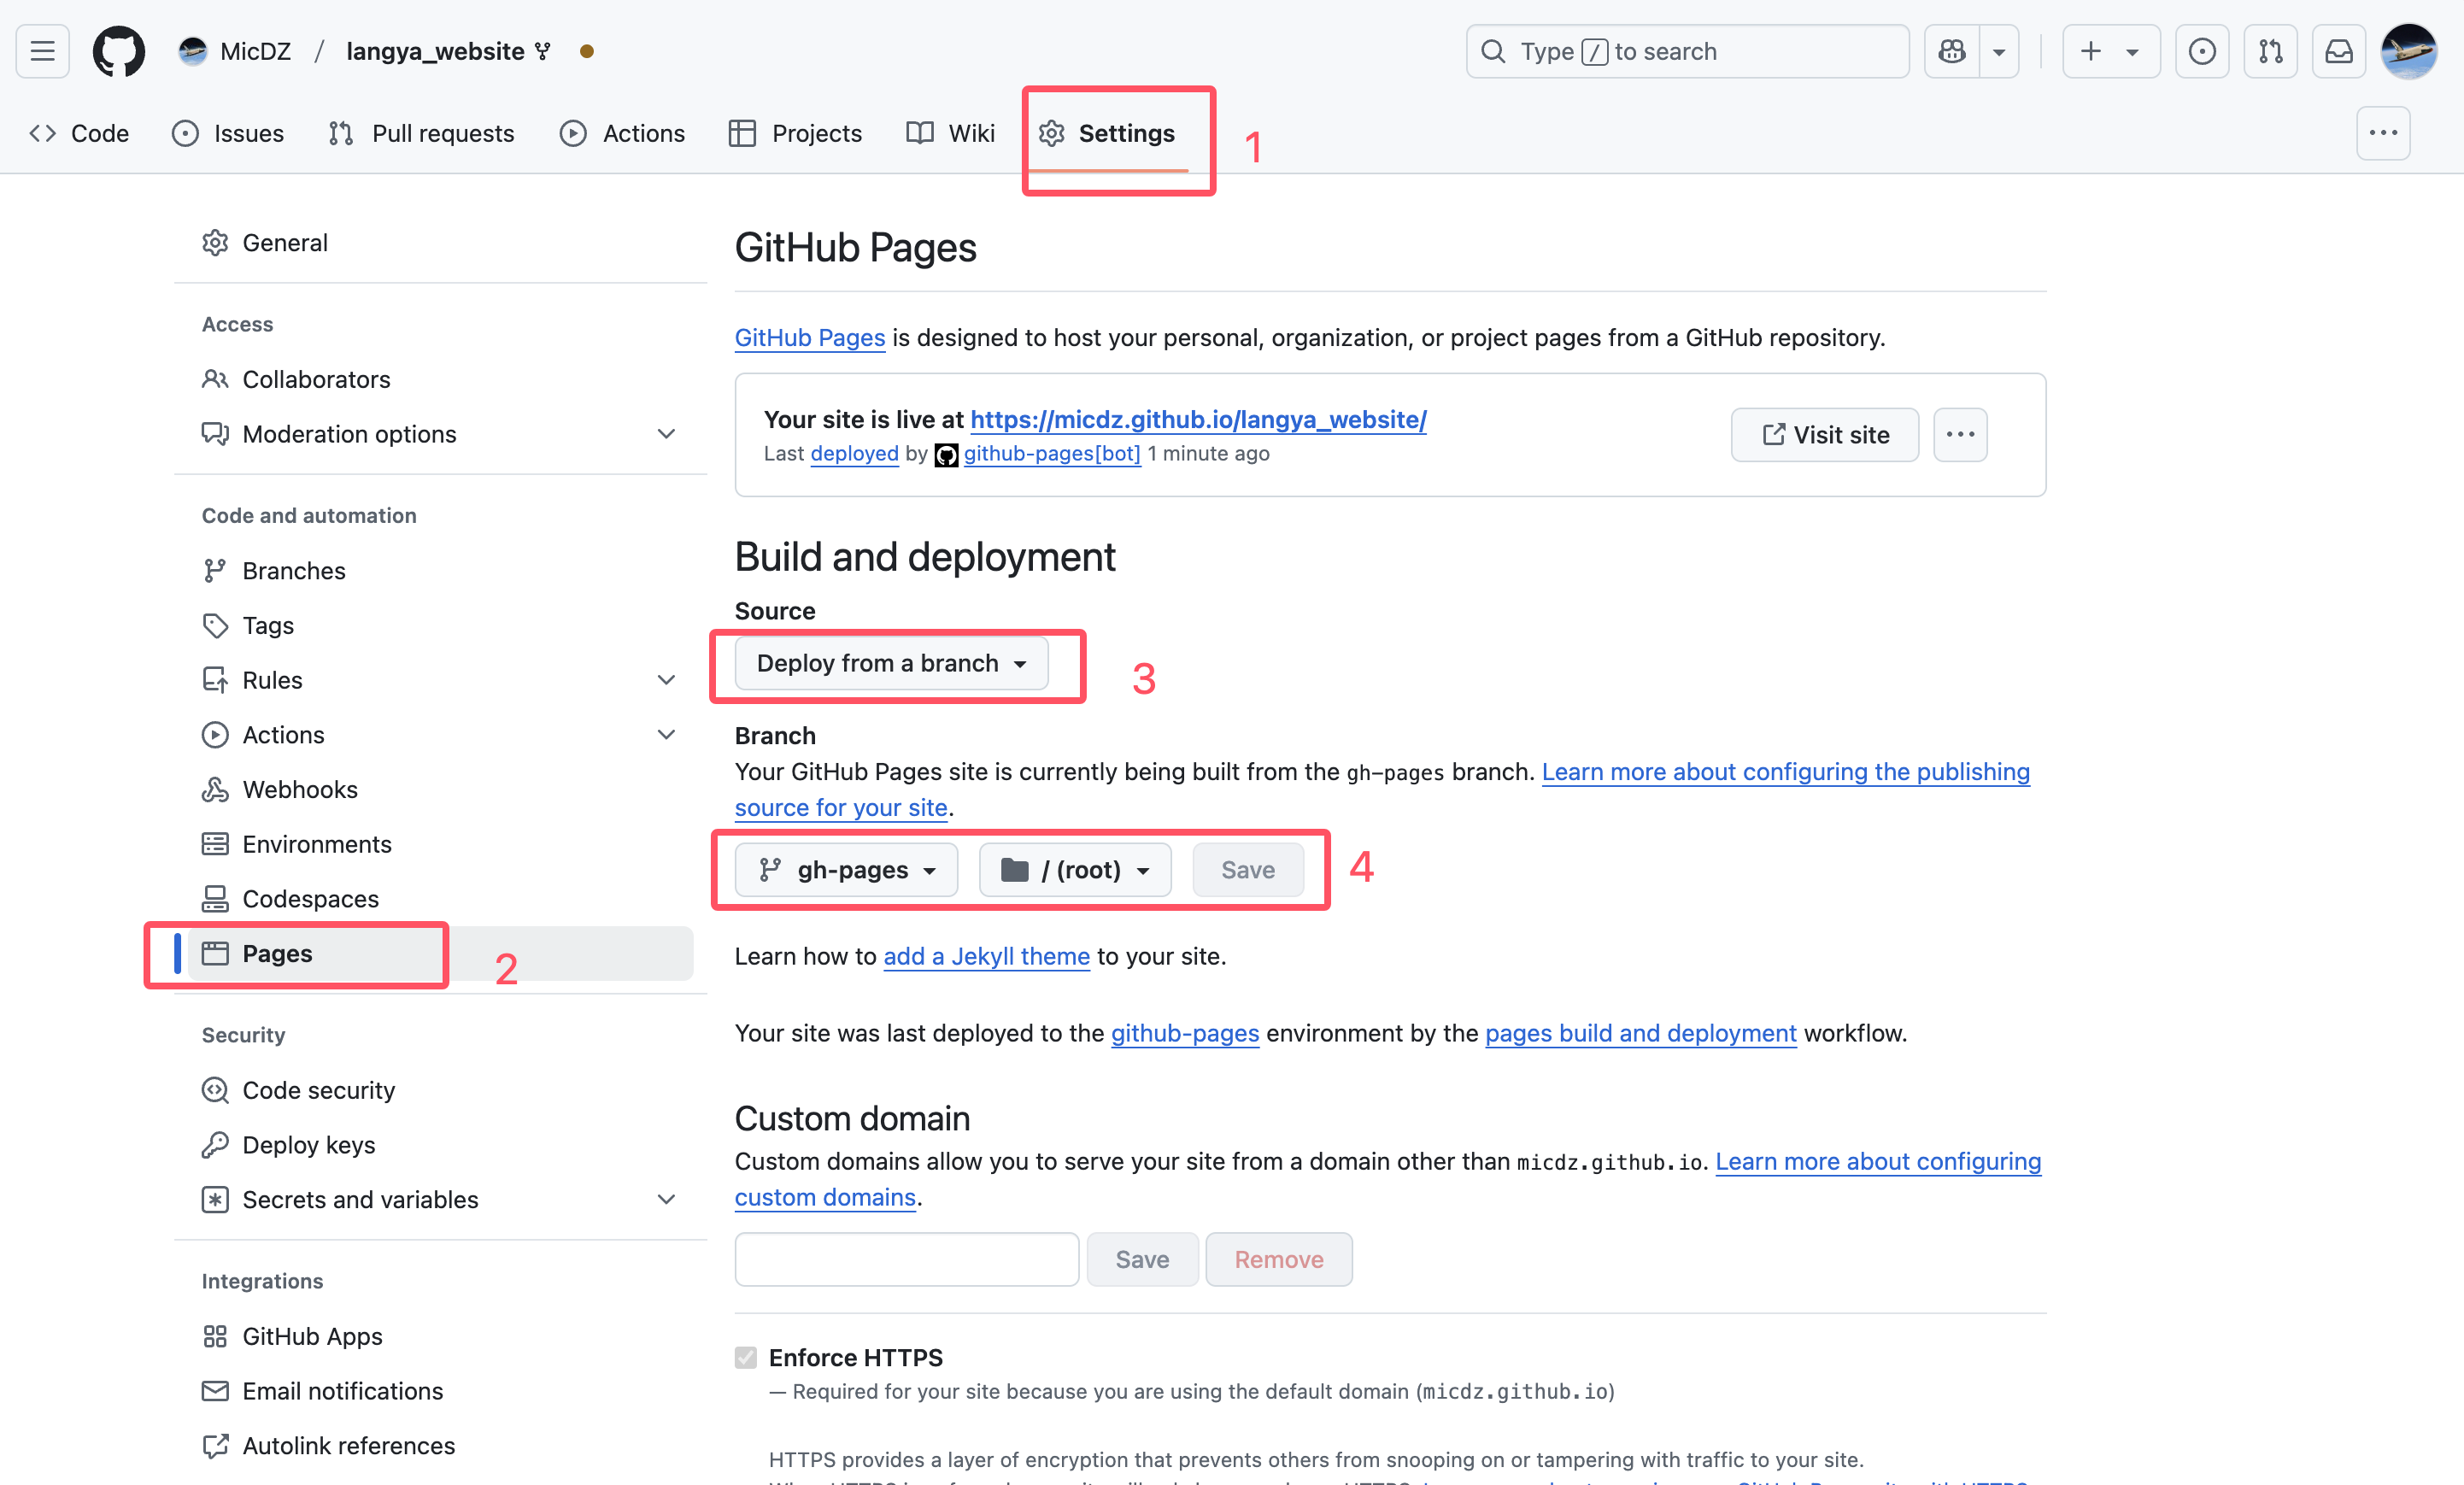 MicDZ / langya_website
Type / to search
Code
Issues
Pull requests
Actions
Projects
Wiki
Settings
1
General
Access
Collaborators
Moderation options
Code and automation
Branches
Tags
Rules
Actions
Webhooks
Environments
Codespaces
Pages
2
Security
Code security
Deploy keys
Secrets and variables
Integrations
GitHub Apps
Email notifications
Autolink references
GitHub Pages
GitHub Pages is designed to host your personal, organization, or project pages from a GitHub repository.
Your site is live at https://micdz.github.io/langya_website/
Last deployed by github-pages[bot] 1 minute ago
Visit site
Build and deployment
Source
Deploy from a branch
3
Branch
Your GitHub Pages site is currently being built from the gh-pages branch. Learn more about configuring the publishing
source for your site.
gh-pages
/ (root)
Save
4
Learn how to add a Jekyll theme to your site.
Your site was last deployed to the github-pages environment by the pages build and deployment workflow.
Custom domain
Custom domains allow you to serve your site from a domain other than micdz.github.io. Learn more about configuring
custom domains.
Save
Remove
Enforce HTTPS
— Required for your site because you are using the default domain (micdz.github.io)
HTTPS provides a layer of encryption that prevents others from snooping on or tampering with traffic to your site.